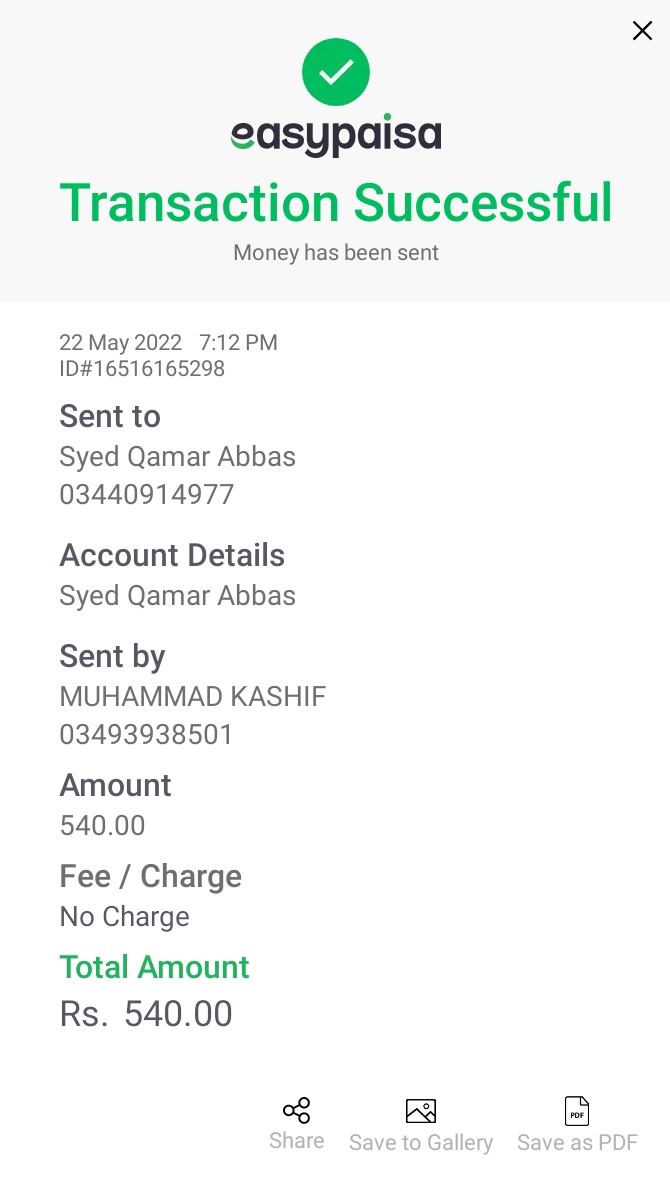 easypaisa
Transaction Successful
Money has been sent
22 May 2022 7:12 PM
ID#16516165298
Sent to
Syed Qamar Abbas
03440914977
Account Details
Syed Qamar Abbas
Sent by
MUHAMMAD KASHIF
03493938501
Amount
540.00
Fee / Charge
No Charge
Total Amount
Rs. 540.00
Share
Save to Gallery
PDF
Save as PDF